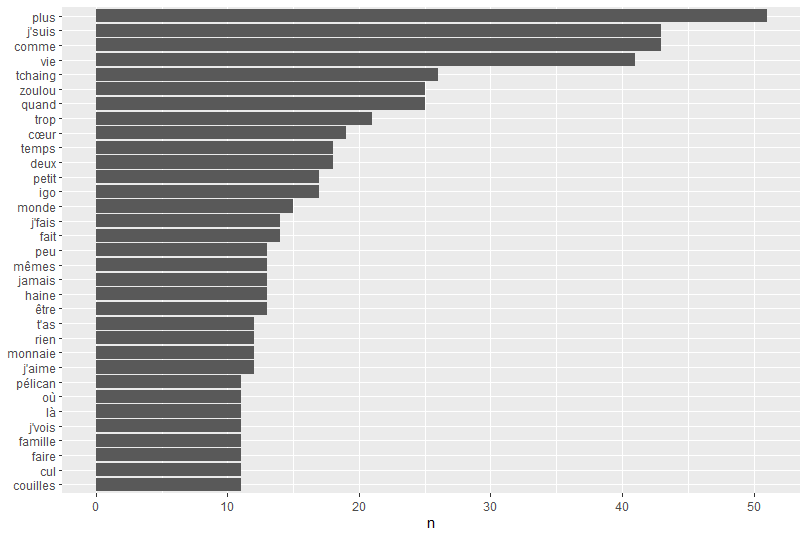 plus
j'suis
comme
vie
tchaing
zoulou
quand
trop
cœur
temps
deux
petit
igo
monde
j'fais
fait
peu
mêmes
jamais
haine
être
t'as
rien
monnaie
j'aime
pélican
où
là
j'vois
famille
faire
cul
couilles
0 10 20 30 40 50
n